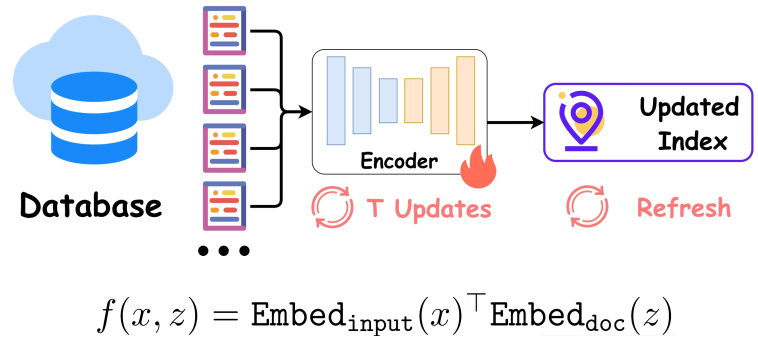 Database
Encoder
T Updates
Updated
Index
Refresh
f(x, z) = Embed_input(x)^⊤Embed_doc(z)